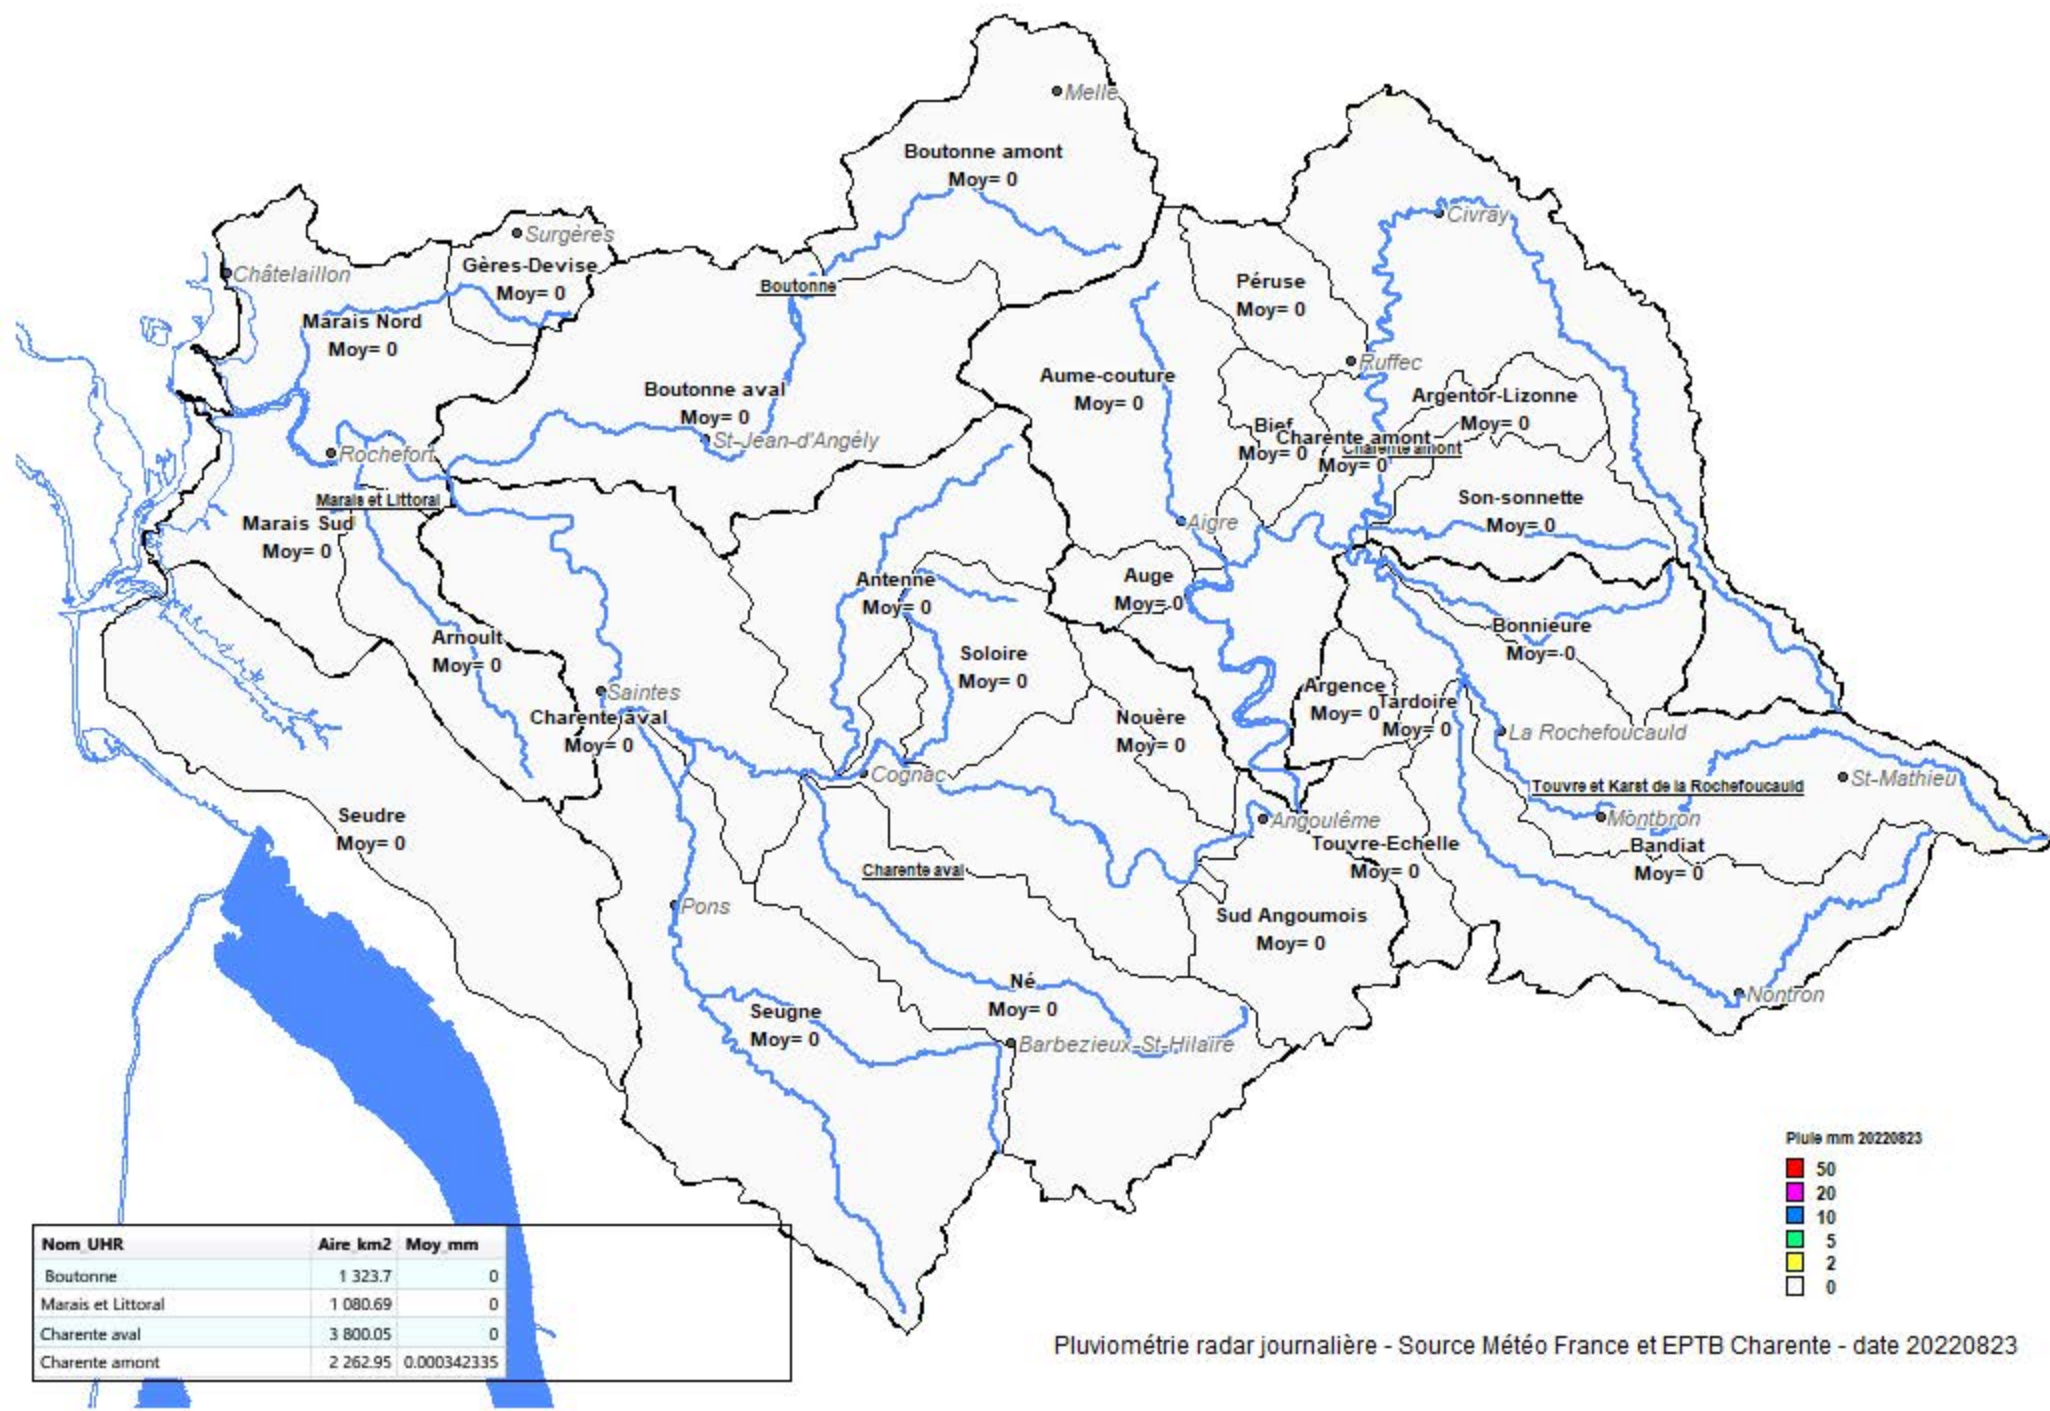 Melle
Boutonne amont
Moy= 0
Civray
Surgères
Châtelaillon
Gères-Devise
Moy= 0
Boutonne
Péruse
Moy= 0
Marais Nord
Moy= 0
Ruffec
Aume-couture
Moy= 0
Boutonne aval
Moy= 0
Argentor-Lizonne
Moy= 0
St-Jean-d'Angély
Bief
Moy= 0
Charente amont
Moy= 0
Charente amont
Rochefort
Marais et Littoral
Son-sonnette
Moy= 0
Marais Sud
Moy= 0
Aigre
Antenne
Moy= 0
Auge
Moy= 0
Bonnieure
Moy= 0
Arnoult
Moy= 0
Soloire
Moy= 0
Saintes
Argence
Moy= 0
Tardoire
Moy= 0
Charente aval
Moy= 0
Nouère
Moy= 0
La Rochefoucauld
Cognac
St-Mathieu
Touvre et Karst de la Rochefoucauld
Seudre
Moy= 0
Angoulême
Montbron
Touvre-Echelle
Moy= 0
Bandiat
Moy= 0
Charente aval
Pons
Sud Angoumois
Moy= 0
Né
Moy= 0
Nontron
Seugne
Moy= 0
Barbezieux-St-Hilaire
Pluie mm 20220823
50
20
10
5
2
0
Nom_UHR Aire_km2 Moy_mm
Boutonne 1 323.7 0
Marais et Littoral 1 080.69 0
Charente aval 3 800.05 0
Charente amont 2 262.95 0.000342335
Pluviométrie radar journalière - Source Météo France et EPTB Charente - date 20220823